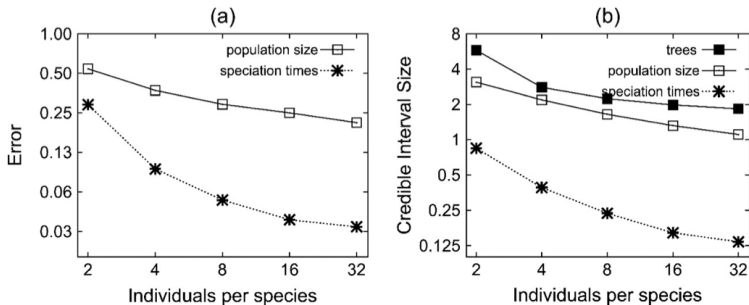 (a)
1.00
0.50
0.25
0.13
0.06
0.03
Error
population size
speciation times
2 4 8 16 32
Individuals per species
(b)
8
4
2
1
0.5
0.25
0.125
Credible Interval Size
trees
population size
speciation times
2 4 8 16 32
Individuals per species